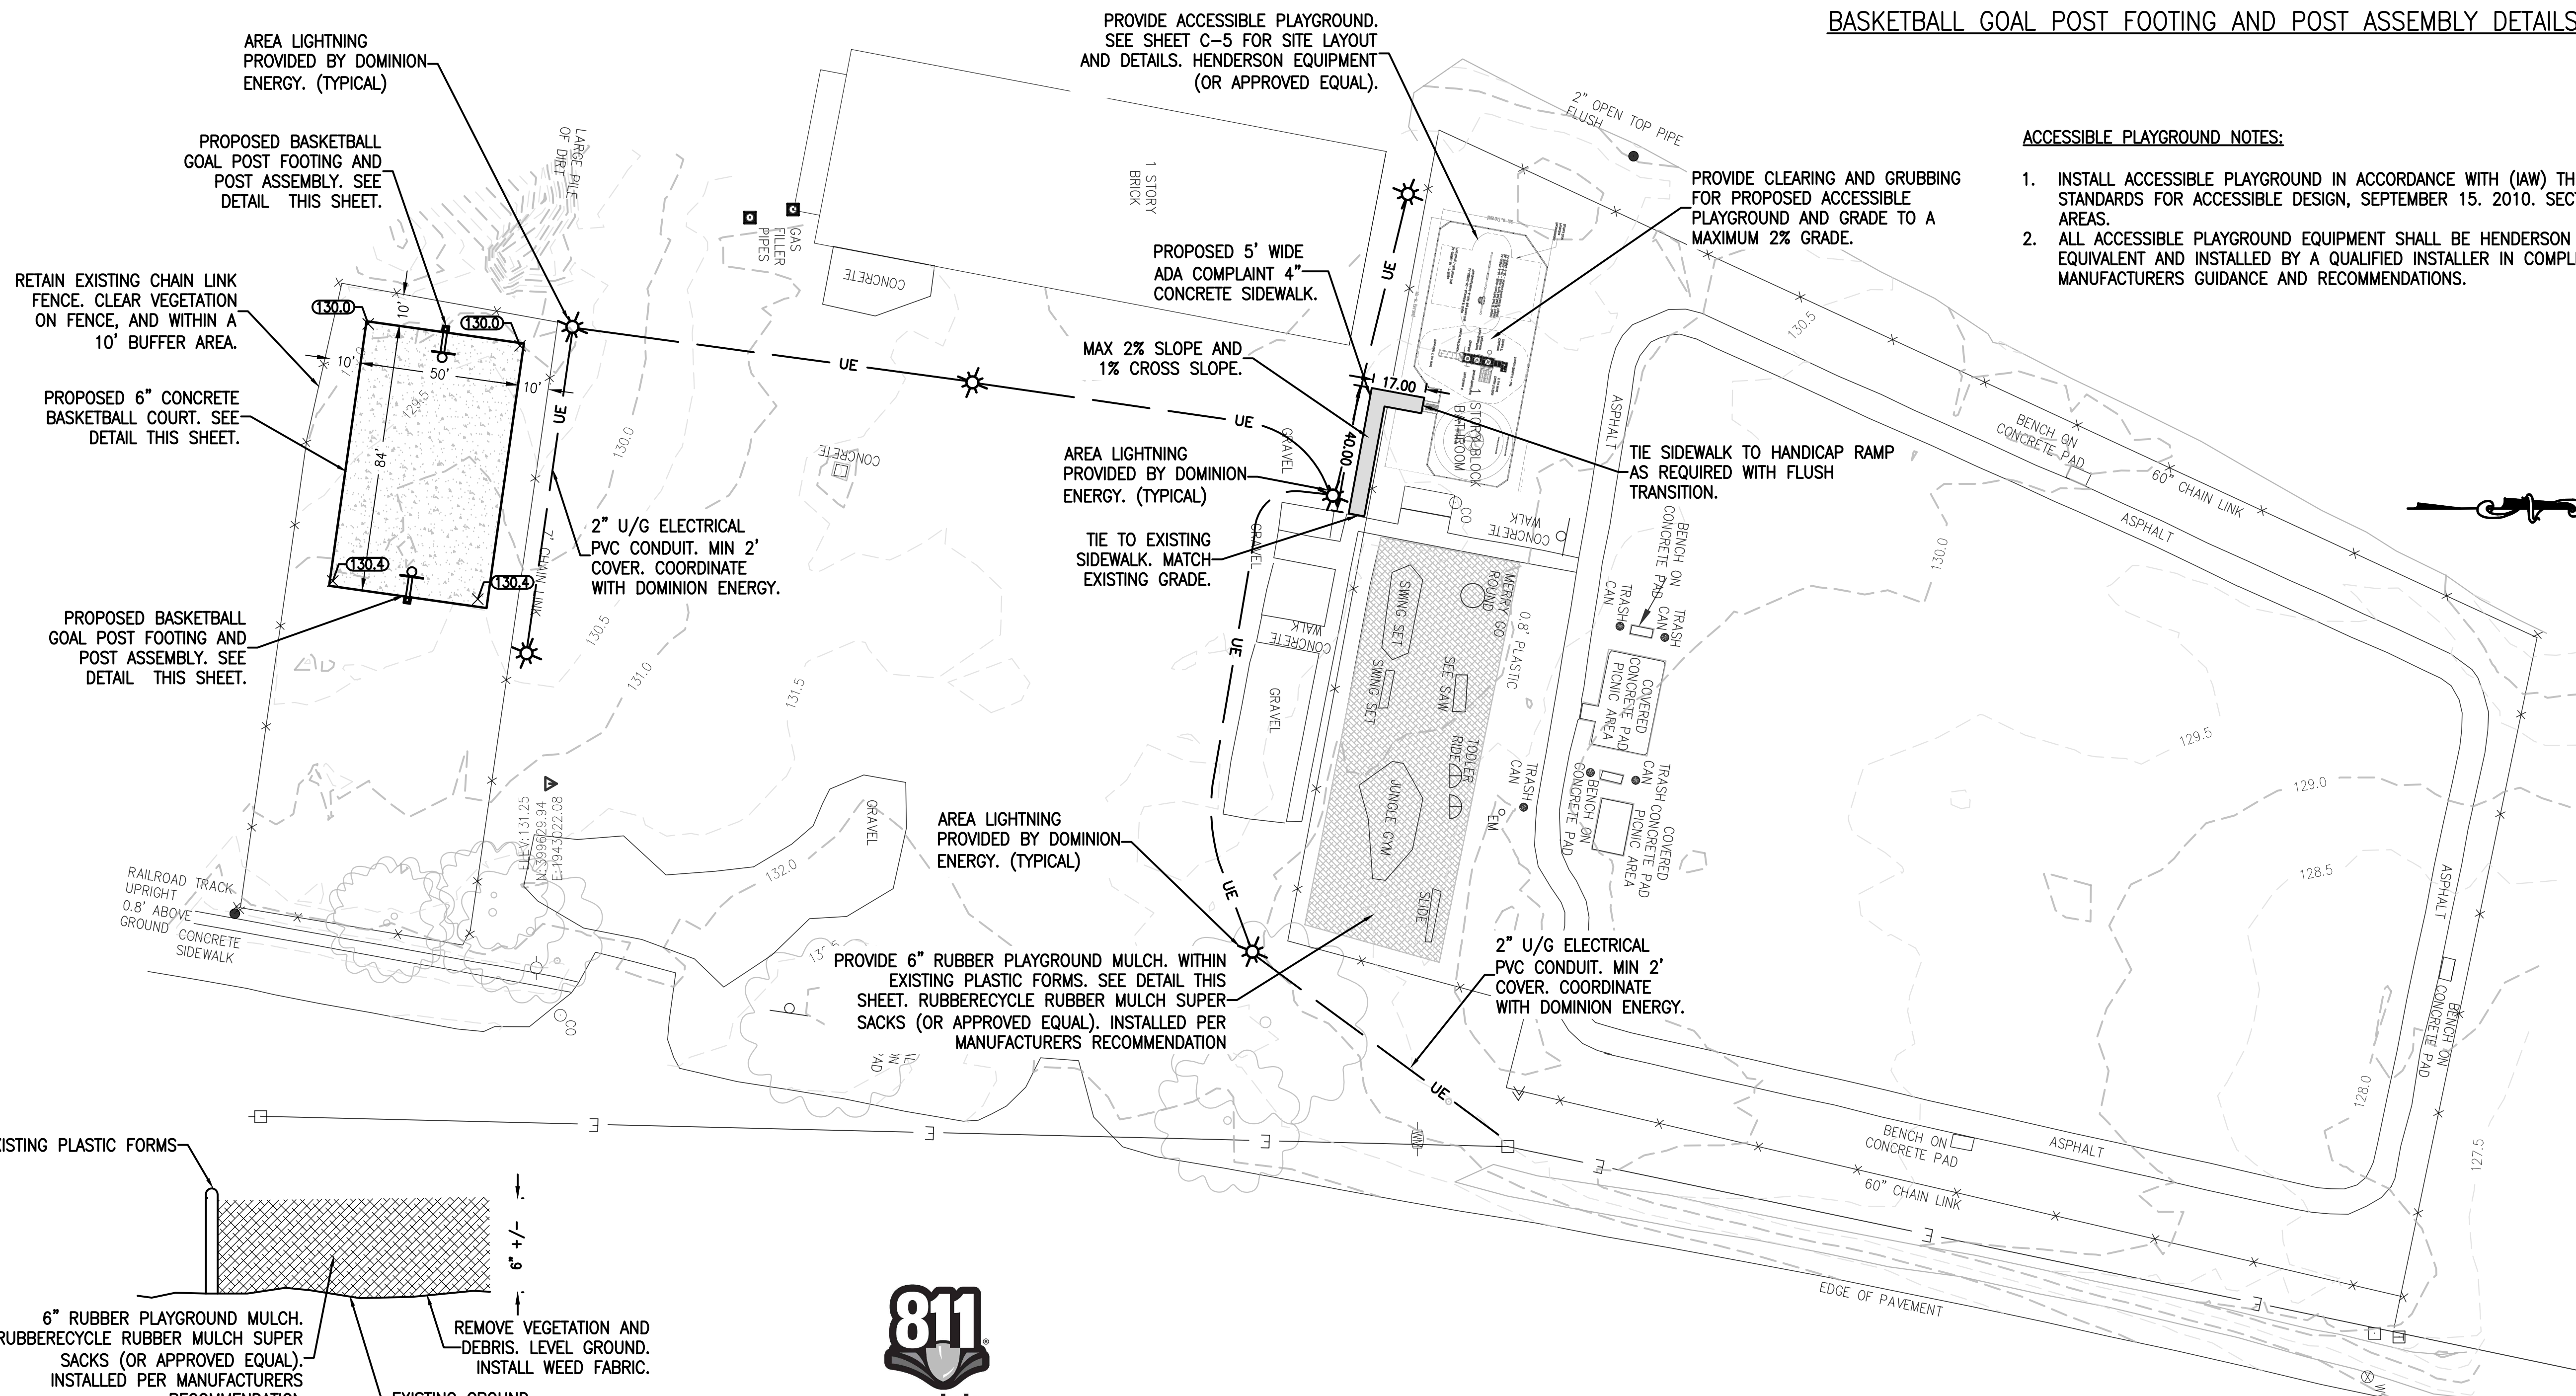 BASKETBALL GOAL POST FOOTING AND POST ASSEMBLY DETAILS
AREA LIGHTNING
PROVIDED BY DOMINION
ENERGY. (TYPICAL)
PROPOSED BASKETBALL
GOAL POST FOOTING AND
POST ASSEMBLY. SEE
DETAIL THIS SHEET.
RETAIN EXISTING CHAIN LINK
FENCE. CLEAR VEGETATION
ON FENCE, AND WITHIN A
10' BUFFER AREA.
PROPOSED 6" CONCRETE
BASKETBALL COURT. SEE
DETAIL THIS SHEET.
PROPOSED BASKETBALL
GOAL POST FOOTING AND
POST ASSEMBLY. SEE
DETAIL THIS SHEET.
LARGE PILE
OF DIRT
130.0
130.0
10'
10'
50'
10'
84'
129.5
130.4
130.4
7' CHAIN LINK
UE
UE
UE
130.0
130.5
131.0
131.5
132.0
2" U/G ELECTRICAL
PVC CONDUIT. MIN 2'
COVER. COORDINATE
WITH DOMINION ENERGY.
GAS
FILLER
PIPES
CONCRETE
1 STORY
BRICK
CONCRETE
PROVIDE ACCESSIBLE PLAYGROUND.
SEE SHEET C-5 FOR SITE LAYOUT
AND DETAILS. HENDERSON EQUIPMENT
(OR APPROVED EQUAL).
PROPOSED 5' WIDE
ADA COMPLAINT 4"
CONCRETE SIDEWALK.
MAX 2% SLOPE AND
1% CROSS SLOPE.
AREA LIGHTNING
PROVIDED BY DOMINION
ENERGY. (TYPICAL)
TIE TO EXISTING
SIDEWALK. MATCH
EXISTING GRADE.
UE
17.00
40.00
GRAVEL
GRAVEL
1 STORY BLOCK
BATHROOM
2" OPEN TOP PIPE
FLUSH
PROVIDE CLEARING AND GRUBBING
FOR PROPOSED ACCESSIBLE
PLAYGROUND AND GRADE TO A
MAXIMUM 2% GRADE.
TIE SIDEWALK TO HANDICAP RAMP
AS REQUIRED WITH FLUSH
TRANSITION.
ACCESSIBLE PLAYGROUND NOTES:
1. INSTALL ACCESSIBLE PLAYGROUND IN ACCORDANCE WITH (IAW) TH
STANDARDS FOR ACCESSIBLE DESIGN, SEPTEMBER 15. 2010. SECT
AREAS.
2. ALL ACCESSIBLE PLAYGROUND EQUIPMENT SHALL BE HENDERSON
EQUIVALENT AND INSTALLED BY A QUALIFIED INSTALLER IN COMPLI
MANUFACTURERS GUIDANCE AND RECOMMENDATIONS.
130.5
ASPHALT
BENCH ON
CONCRETE PAD
60" CHAIN LINK
ASPHALT
CO
CONCRETE
WALK
CONCRETE
WALK
GRAVEL
UE
UE
UE
SWING SET
SWING SET
MERRY GO
ROUND
0.8' PLASTIC
SEE SAW
TODLER
RIDE
JUNGLE GYM
SLIDE
TRASH
CAN
EM
BENCH ON
CONCRETE PAD
TRASH
CAN
TRASH
CAN
COVERED
CONCRETE PAD
PICNIC AREA
TRASH
CAN
BENCH ON
CONCRETE PAD
COVERED
CONCRETE PAD
PICNIC AREA
130.0
129.5
129.0
128.5
128.0
127.5
ASPHALT
BENCH ON
CONCRETE PAD
ELEV:131.25
N:399629.94
E:1943022.08
GRAVEL
RAILROAD TRACK
UPRIGHT
0.8' ABOVE
GROUND CONCRETE
SIDEWALK
CO
AREA LIGHTNING
PROVIDED BY DOMINION
ENERGY. (TYPICAL)
PROVIDE 6" RUBBER PLAYGROUND MULCH. WITHIN
EXISTING PLASTIC FORMS. SEE DETAIL THIS
SHEET. RUBBERECYCLE RUBBER MULCH SUPER
SACKS (OR APPROVED EQUAL). INSTALLED PER
MANUFACTURERS RECOMMENDATION
2" U/G ELECTRICAL
PVC CONDUIT. MIN 2'
COVER. COORDINATE
WITH DOMINION ENERGY.
E
E
E
E
E
E
WM
BENCH ON
CONCRETE PAD
ASPHALT
60" CHAIN LINK
EDGE OF PAVEMENT
XISTING PLASTIC FORMS
6" +/-
6" RUBBER PLAYGROUND MULCH.
RUBBERECYCLE RUBBER MULCH SUPER
SACKS (OR APPROVED EQUAL).
INSTALLED PER MANUFACTURERS
RECOMMENDATION
REMOVE VEGETATION AND
DEBRIS. LEVEL GROUND.
INSTALL WEED FABRIC.
EXISTING GROUND
811